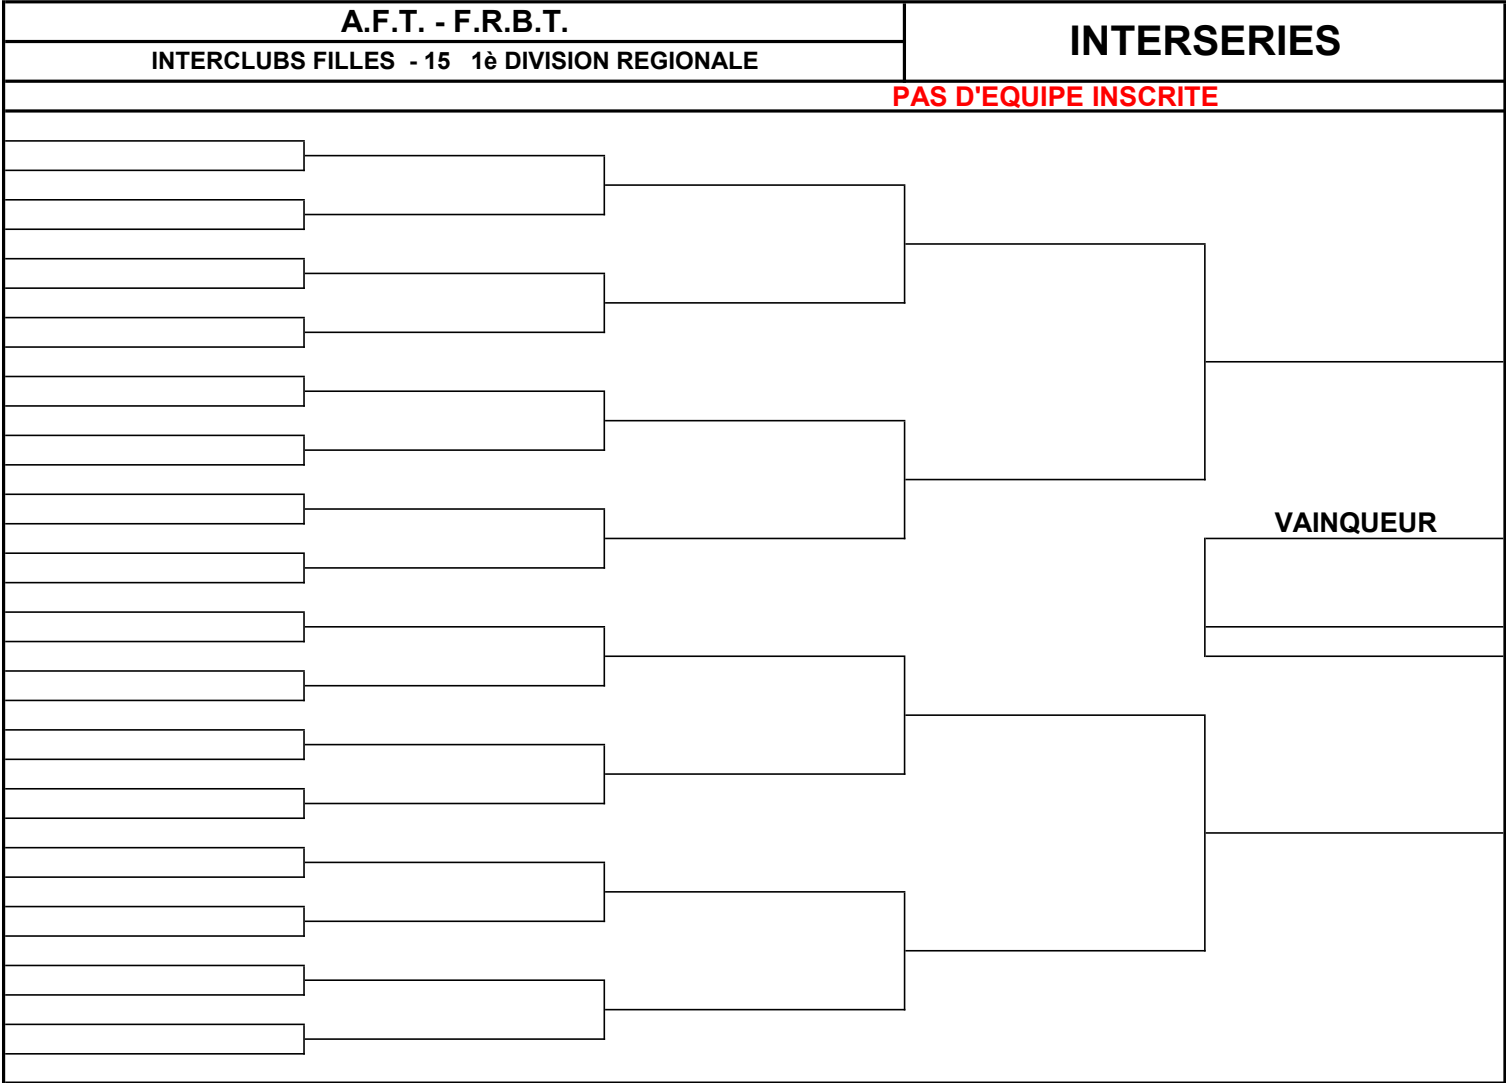 A.F.T. - F.R.B.T.
INTERSERIES
INTERCLUBS FILLES - 15 1è DIVISION REGIONALE
PAS D'EQUIPE INSCRITE
VAINQUEUR